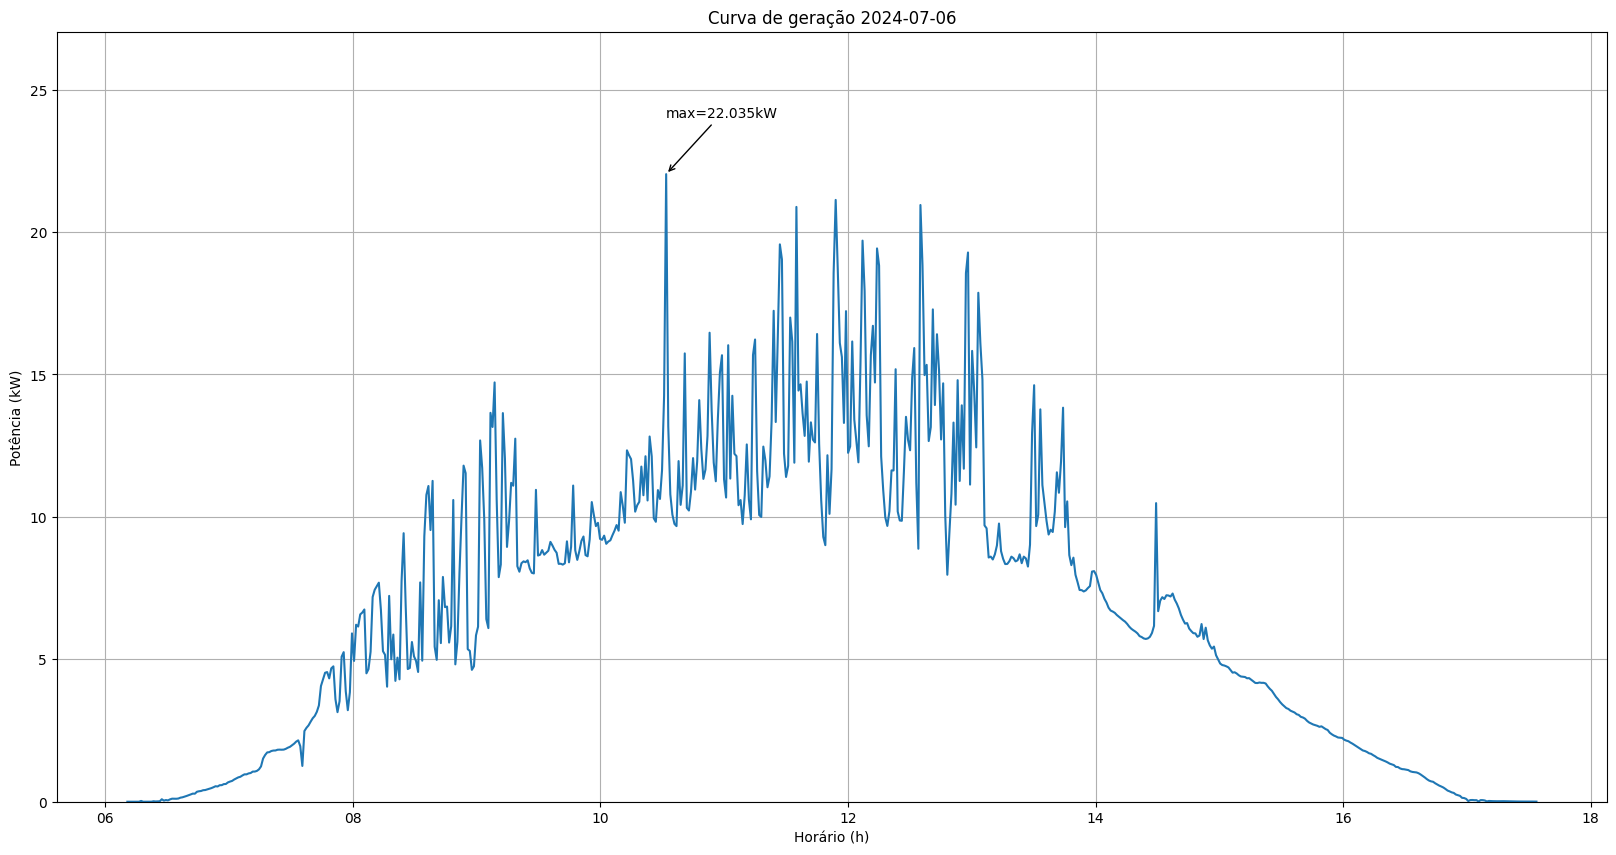 Curva de geração 2024-07-06
25
max=22.035kW
20
15
Potência (kW)
10
5
0
06 08 10 12 14 16 18
Horário (h)